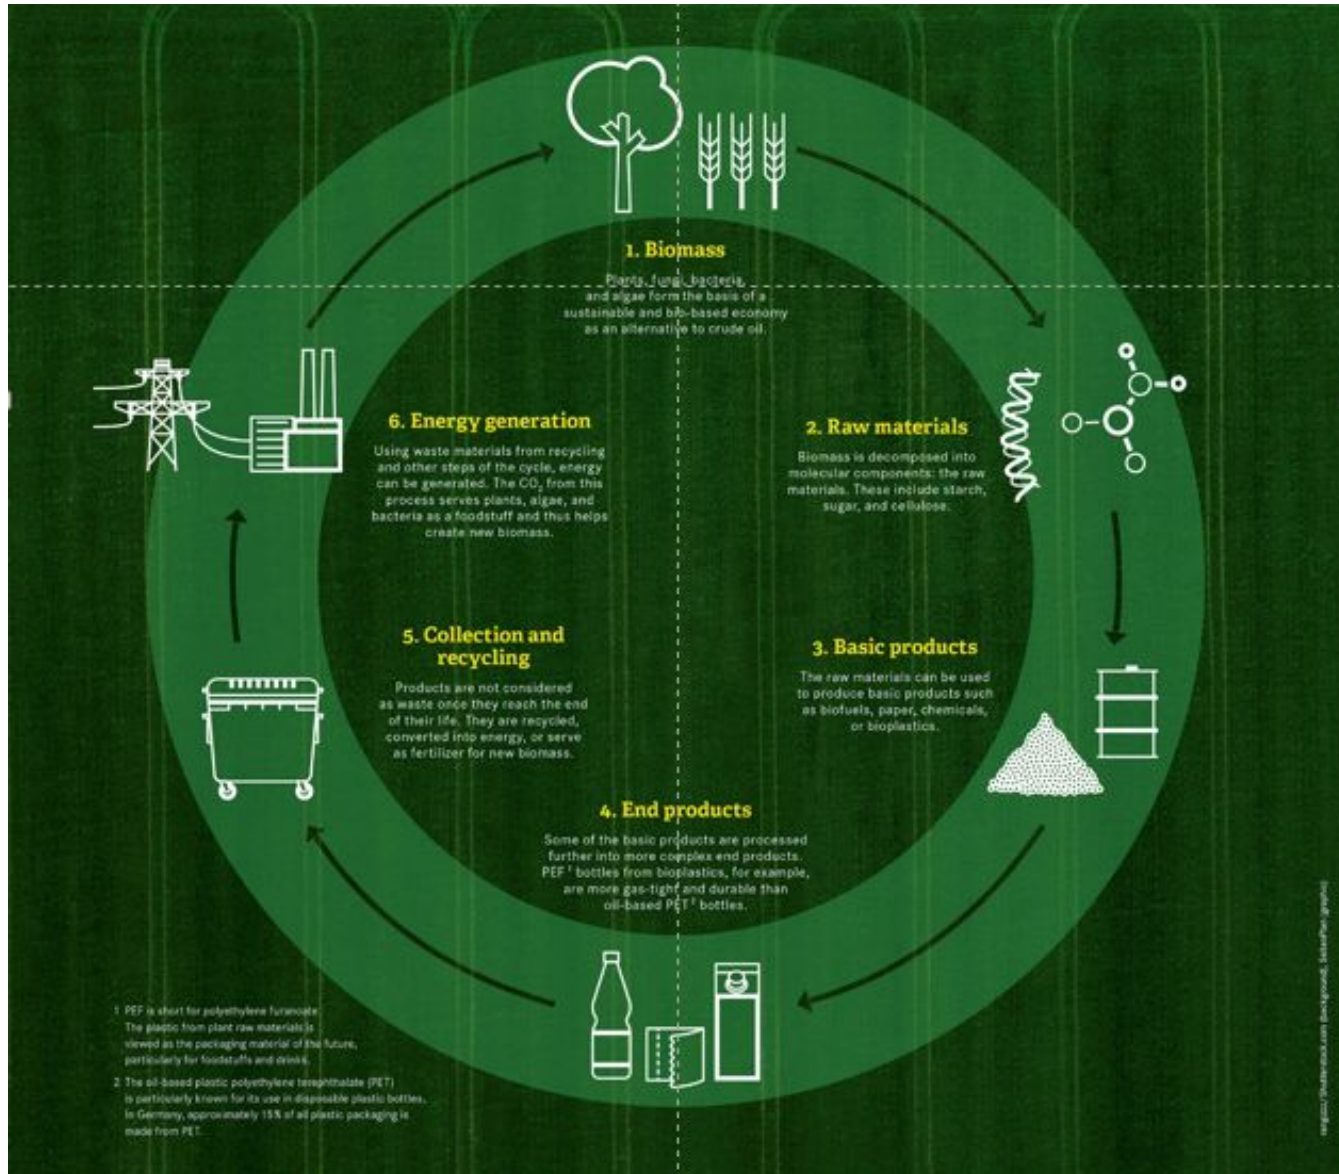 1. Biomass
Plants, fungi, bacteria,
and algae form the basis of a
sustainable and bio-based economy
as an alternative to crude oil.
2. Raw materials
Biomass is decomposed into
molecular components: the raw
materials. These include starch,
sugar, and cellulose.
3. Basic products
The raw materials can be used
to produce basic products such
as biofuels, paper, chemicals,
or bioplastics.
4. End products
Some of the basic products are processed
further into more complex end products.
PEF¹ bottles from bioplastics, for example,
are more gas-tight and durable than
oil-based PET² bottles.
5. Collection and
recycling
Products are not considered
as waste once they reach the end
of their life. They are recycled,
converted into energy, or serve
as fertilizer for new biomass.
6. Energy generation
Using waste materials from recycling
and other steps of the cycle, energy
can be generated. The CO₂ from this
process serves plants, algae, and
bacteria as a foodstuff and thus helps
create new biomass.
1 PEF is short for polyethylene furanoate
The plastic from plant raw materials is
viewed as the packaging material of the future,
particularly for foodstuffs and drinks.
2 The oil-based plastic polyethylene terephthalate (PET)
is particularly known for its use in disposable plastic bottles.
In Germany, approximately 15% of all plastic packaging is
made from PET.
/Shutterstock.com (background), SeitenPlan (graphic)